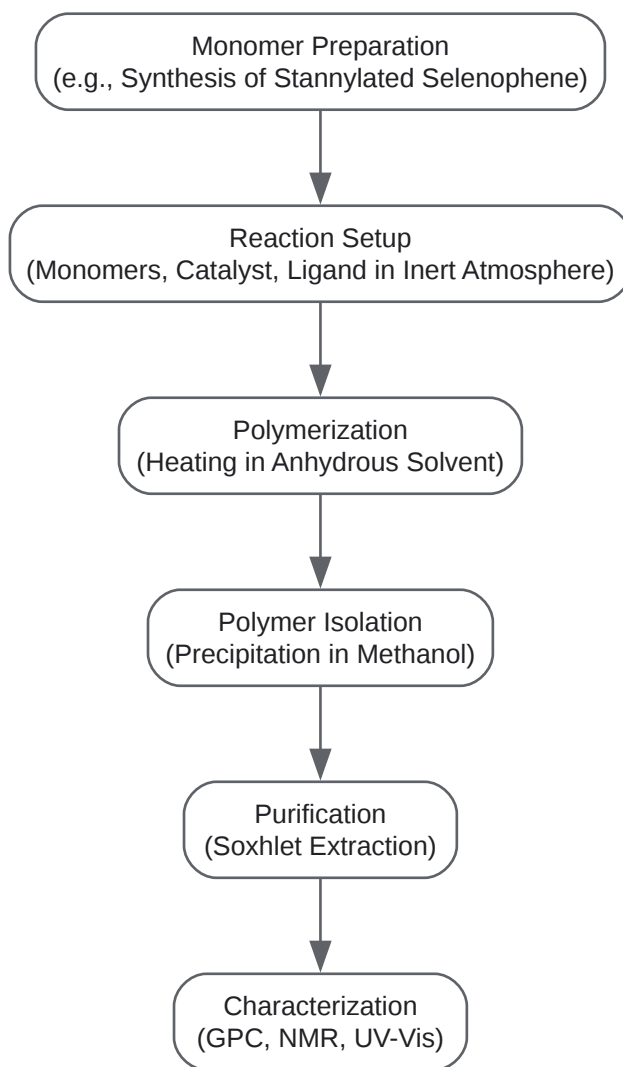 Monomer Preparation
(e.g., Synthesis of Stannylated Selenophene)
Reaction Setup
(Monomers, Catalyst, Ligand in Inert Atmosphere)
Polymerization
(Heating in Anhydrous Solvent)
Polymer Isolation
(Precipitation in Methanol)
Purification
(Soxhlet Extraction)
Characterization
(GPC, NMR, UV-Vis)